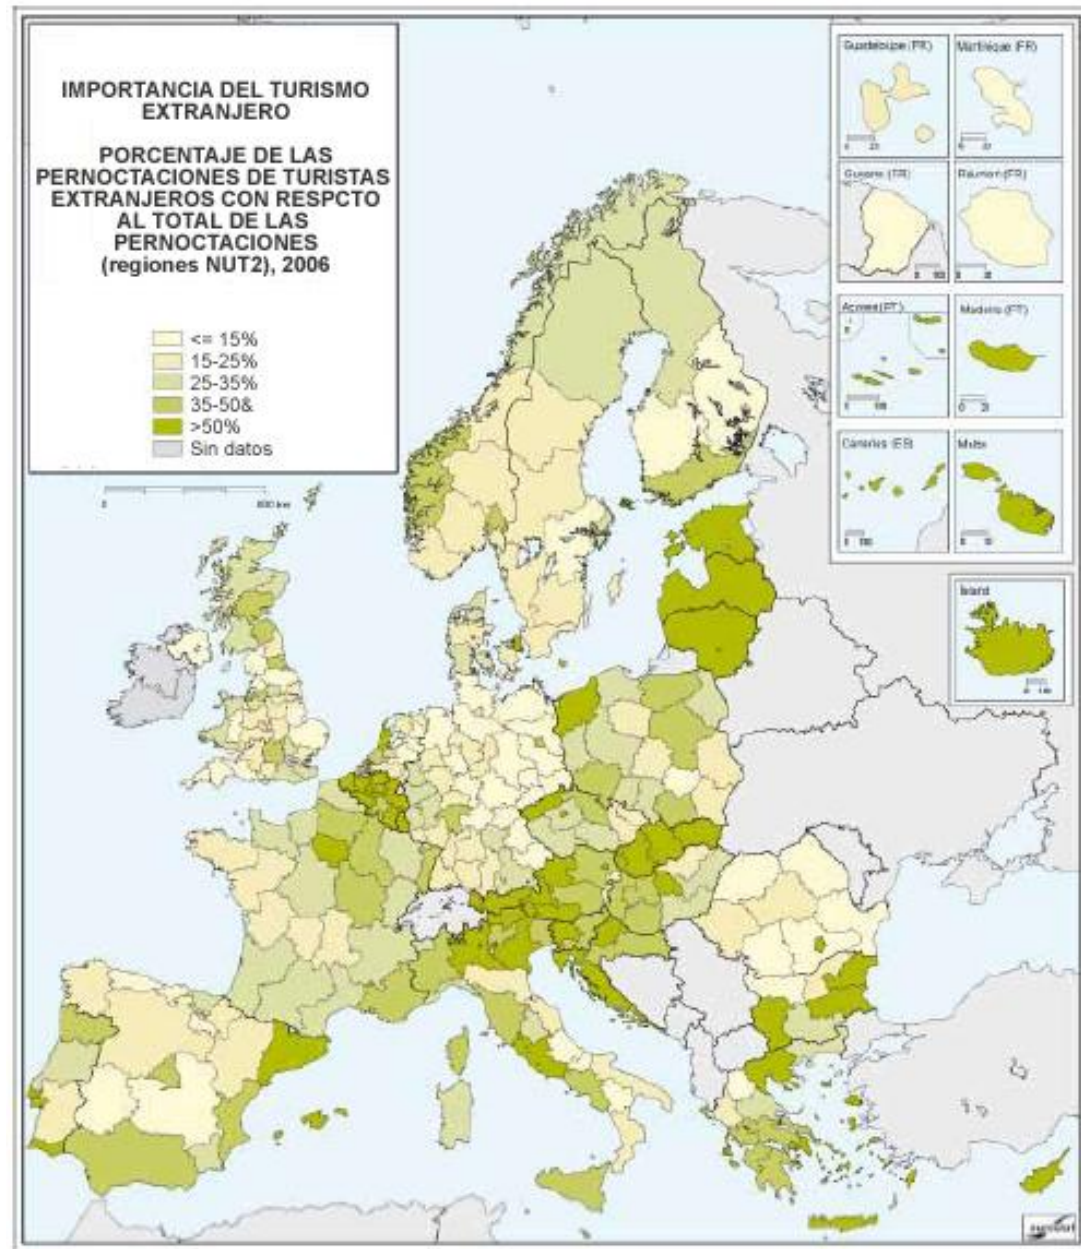 IMPORTANCIA DEL TURISMO
EXTRANJERO
PORCENTAJE DE LAS
PERNOCTACIONES DE TURISTAS
EXTRANJEROS CON RESPCTO
AL TOTAL DE LAS
PERNOCTACIONES
(regiones NUT2), 2006
<= 15%
15-25%
25-35%
35-50&
>50%
Sin datos
Guadeloupe (FR)
Martinique (FR)
Guyane (FR)
Réunion (FR)
Açores (PT)
Madeira (PT)
Canarias (ES)
Malta
Ísland
eurostat